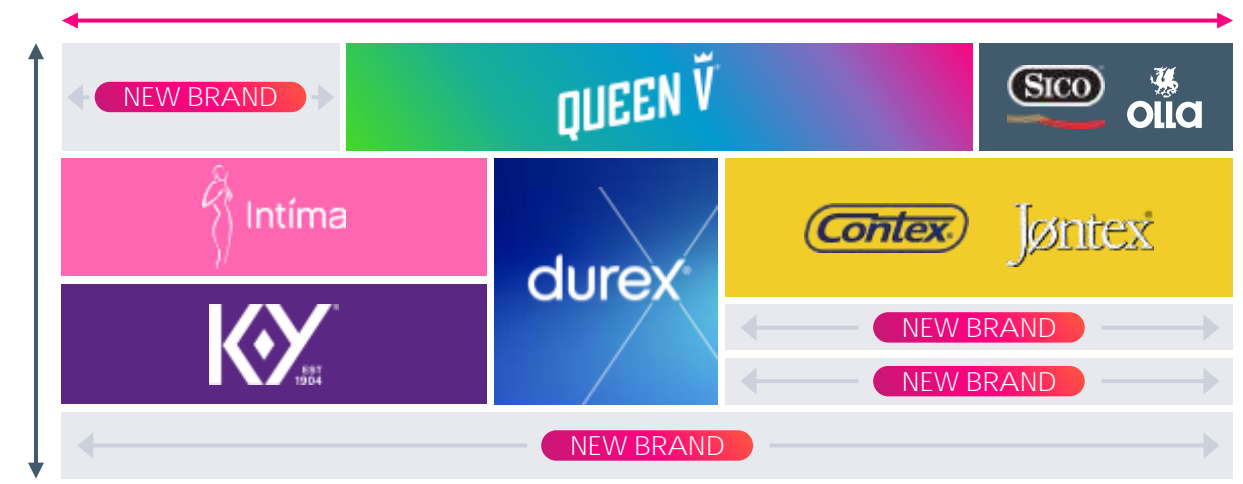 NEW BRAND
QUEEN V
SICO
OLLA
Intíma
durex®
Contex®
Jøntex®
KY®
EST
1904
NEW BRAND
NEW BRAND
NEW BRAND